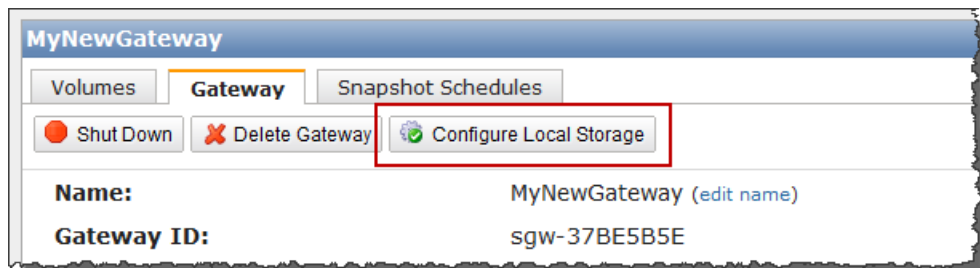 MyNewGateway
Volumes Gateway Snapshot Schedules
Shut Down Delete Gateway Configure Local Storage
Name: MyNewGateway (edit name)
Gateway ID: sgw-37BE5B5E